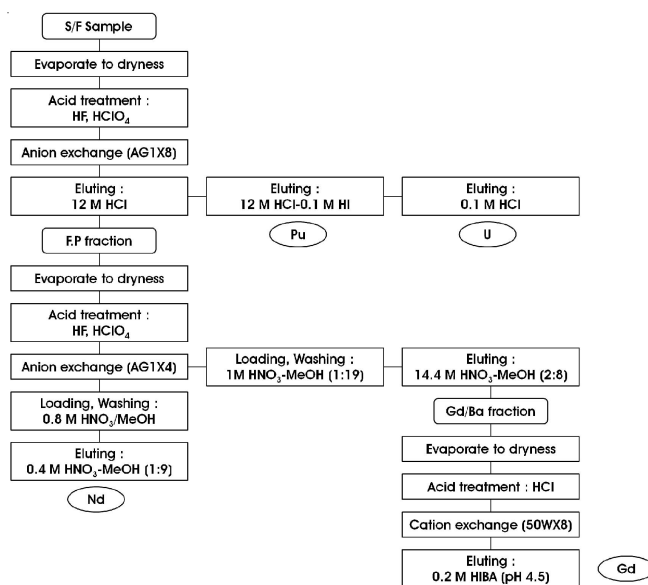 S/F Sample
Evaporate to dryness
Acid treatment :
HF, HClO₄
Anion exchange (AG1X8)
Eluting :
12 M HCl
Eluting :
12 M HCl-0.1 M HI
Eluting :
0.1 M HCl
Pu
U
F.P fraction
Evaporate to dryness
Acid treatment :
HF, HClO₄
Anion exchange (AG1X4)
Loading, Washing :
1M HNO₃-MeOH (1:19)
Eluting :
14.4 M HNO₃-MeOH (2:8)
Loading, Washing :
0.8 M HNO₃/MeOH
Eluting :
0.4 M HNO₃-MeOH (1:9)
Nd
Gd/Ba fraction
Evaporate to dryness
Acid treatment : HCl
Cation exchange (50WX8)
Eluting :
0.2 M HIBA (pH 4.5)
Gd